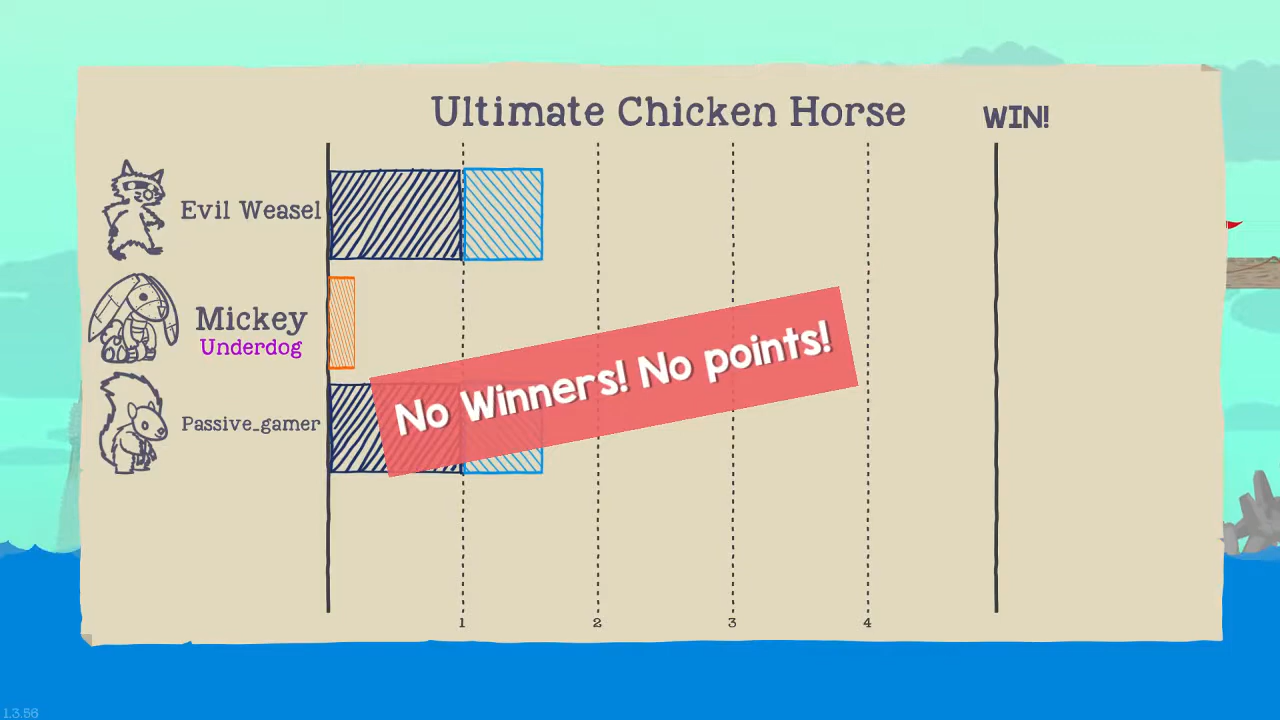 Ultimate Chicken Horse
WIN!
Evil Weasel
Mickey
Underdog
No Winners! No points!
Passive_gamer
1 2 3 4
1.3.56